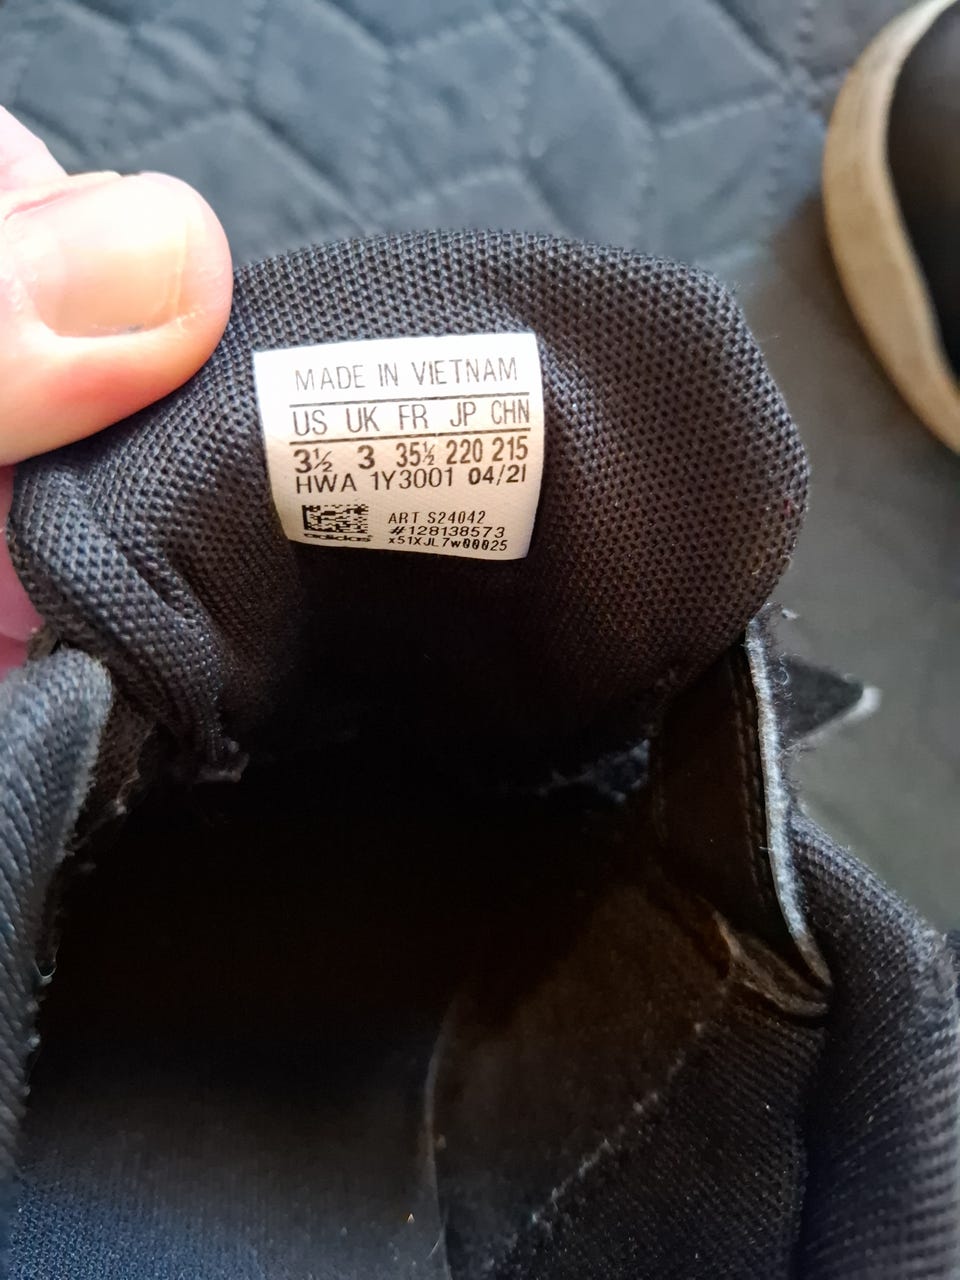 MADE IN VIETNAM
US UK FR JP CHN
3½ 3 35½ 220 215
HWA 1Y3001 04/21
ART S24042
#128138573
adidas x51XJL7w00025